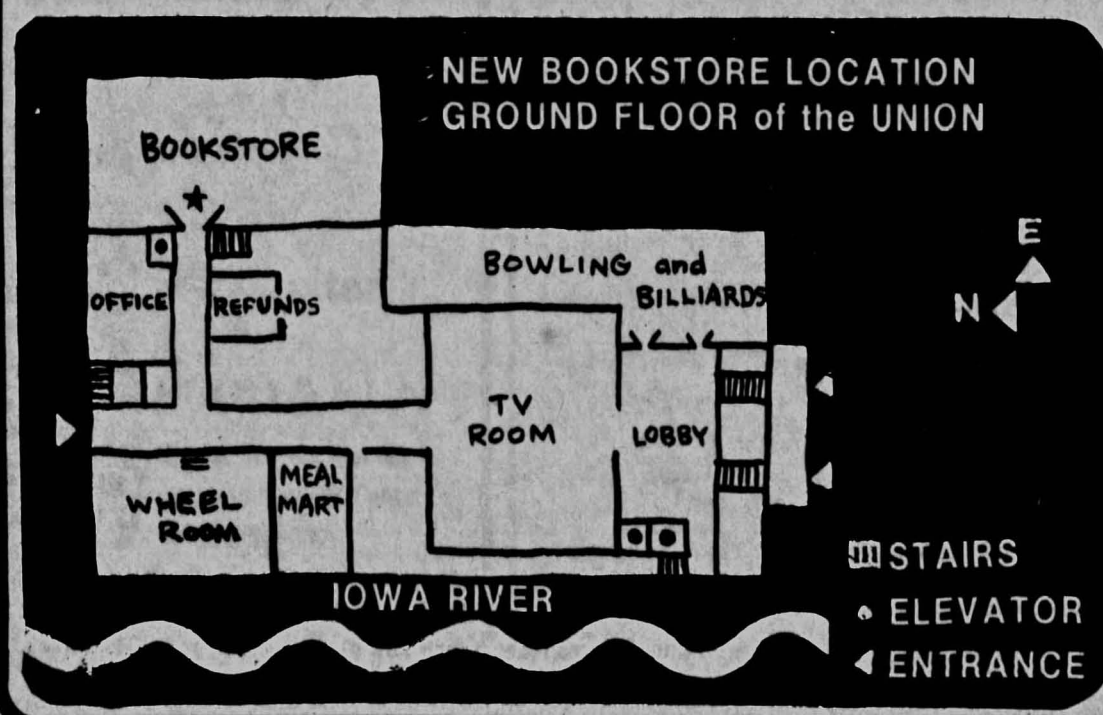 NEW BOOKSTORE LOCATION
GROUND FLOOR of the UNION
BOOKSTORE
E
N
BOWLING and
BILLIARDS
OFFICE
REFUNDS
TV
ROOM
LOBBY
MEAL
MART
WHEEL
ROOM
STAIRS
IOWA RIVER
ELEVATOR
ENTRANCE